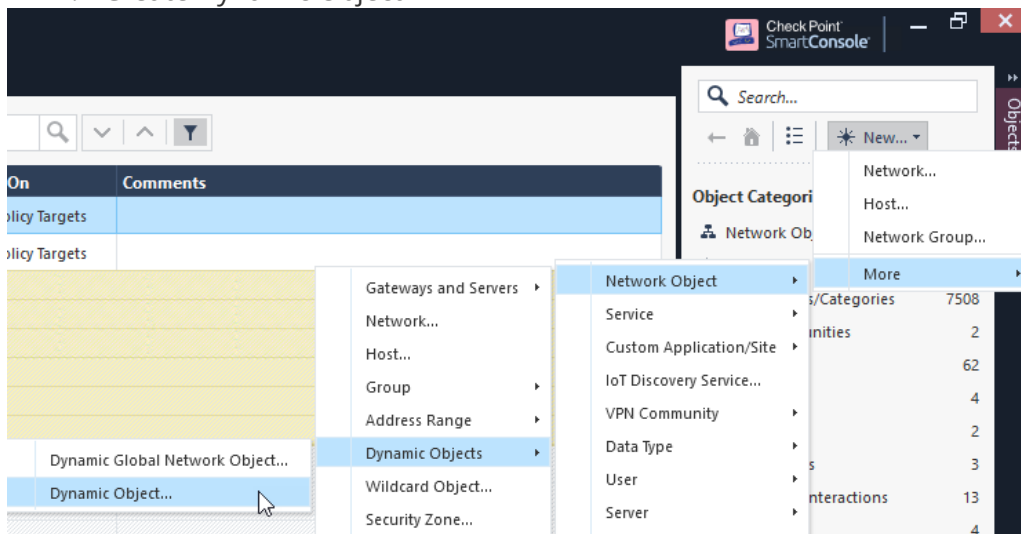 Check Point
SmartConsole
Search...
Objects
New...
On Comments
olicy Targets
olicy Targets
Object Categori
Network Ob
Network...
Host...
Network Group...
More
s/Categories 7508
unities 2
62
4
2
s 3
nteractions 13
4
Network Object
Service
Custom Application/Site
IoT Discovery Service...
VPN Community
Data Type
User
Server
Gateways and Servers
Network...
Host...
Group
Address Range
Dynamic Objects
Wildcard Object...
Security Zone...
Dynamic Global Network Object...
Dynamic Object...